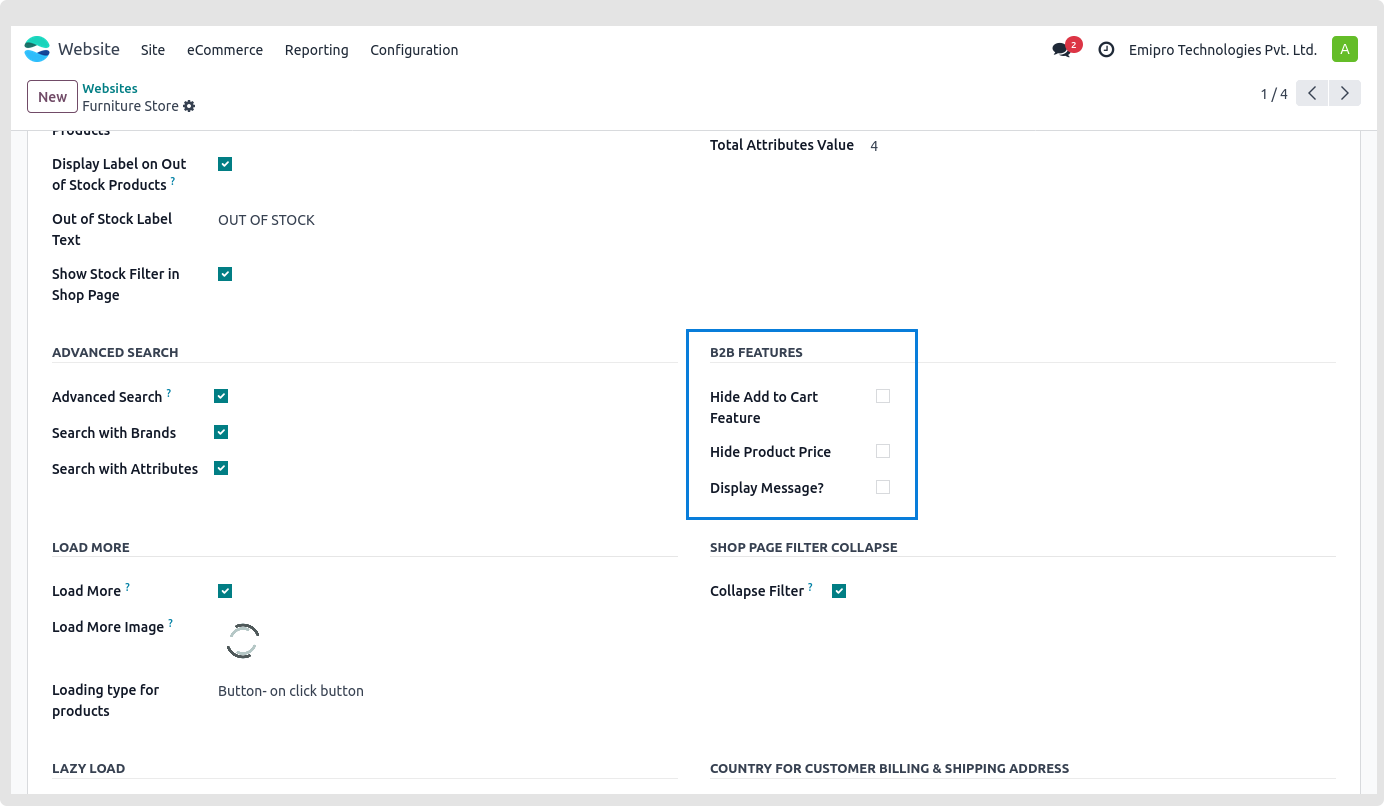 Website Site eCommerce Reporting Configuration 2 Emipro Technologies Pvt. Ltd. A
New Websites
Furniture Store 1 / 4
Products
Total Attributes Value 4
Display Label on Out
of Stock Products ?
Out of Stock Label
Text
OUT OF STOCK
Show Stock Filter in
Shop Page
ADVANCED SEARCH
Advanced Search ?
Search with Brands
Search with Attributes
B2B FEATURES
Hide Add to Cart
Feature
Hide Product Price
Display Message?
LOAD MORE
Load More ?
Load More Image ?
Loading type for
products
Button- on click button
SHOP PAGE FILTER COLLAPSE
Collapse Filter ?
LAZY LOAD
COUNTRY FOR CUSTOMER BILLING & SHIPPING ADDRESS